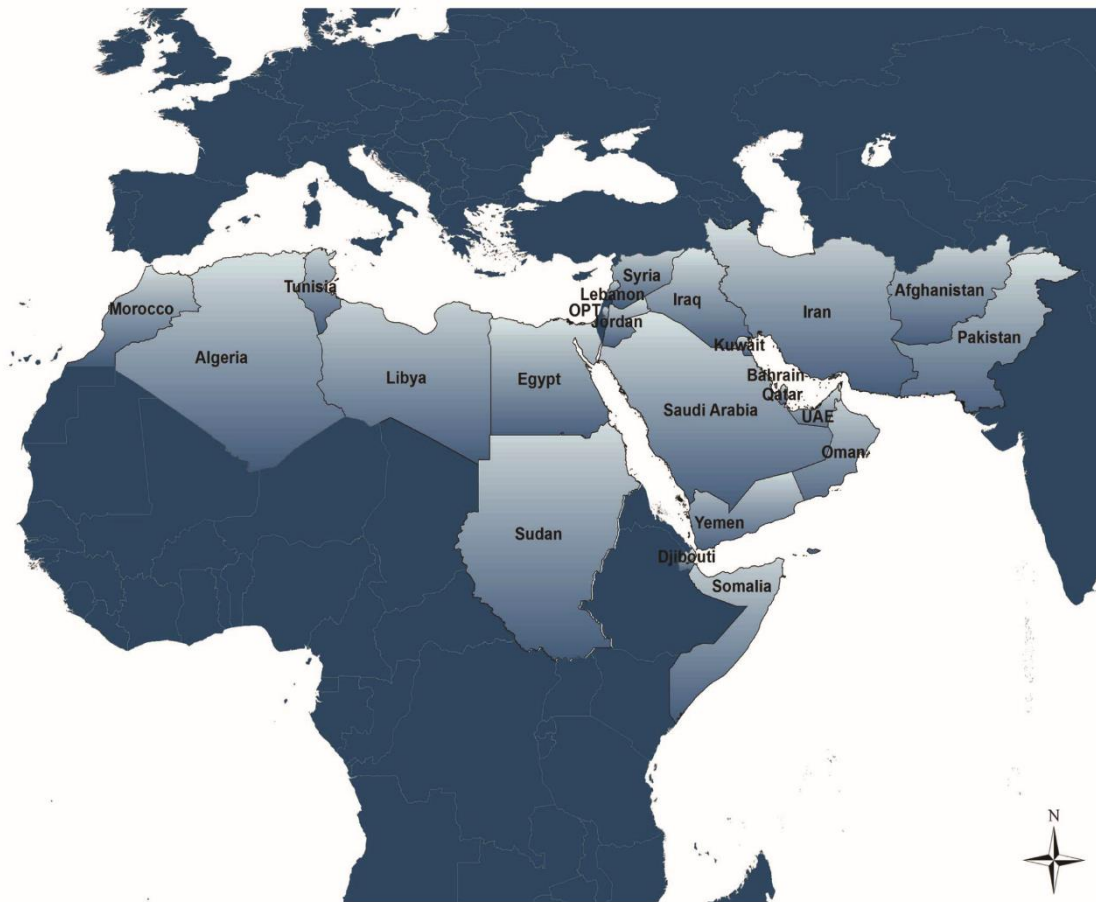 Syria
Tunisia
Lebanon
Afghanistan
Morocco
OPT
Iraq
Iran
Jordan
Pakistan
Kuwait
Algeria
Libya
Egypt
Bahrain
Qatar
Saudi Arabia
UAE
Oman
Yemen
Sudan
Djibouti
Somalia
N